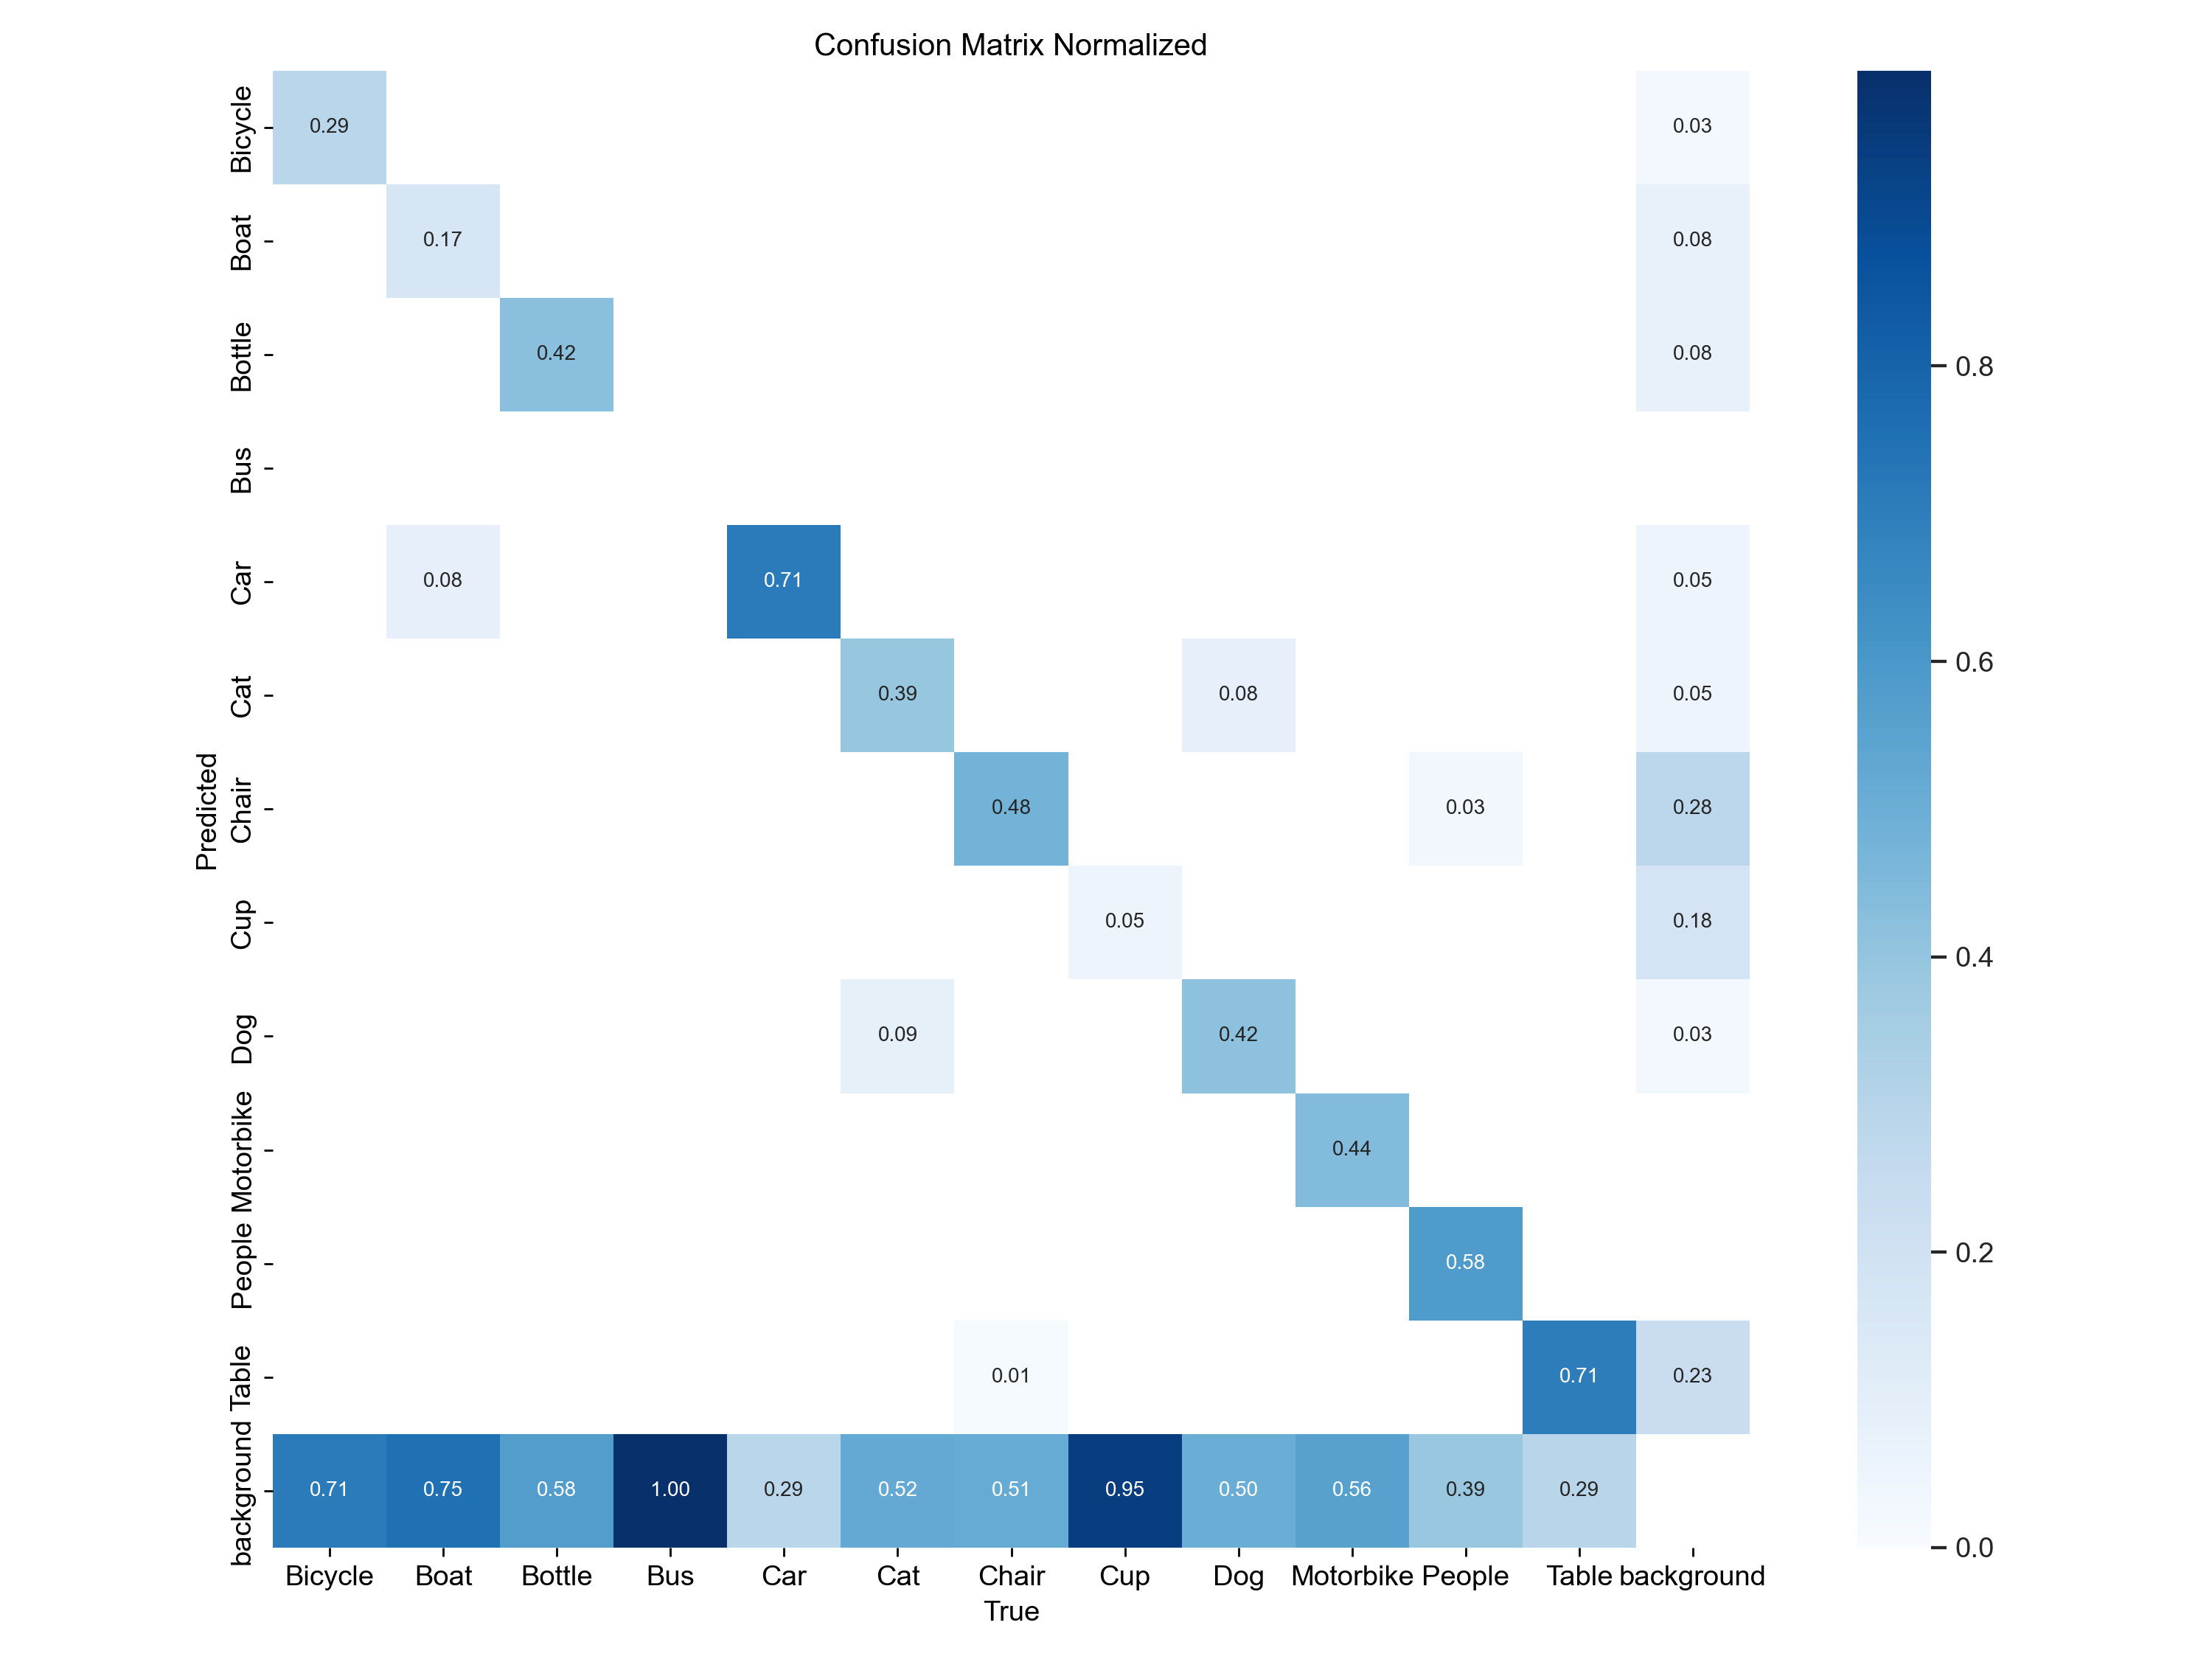 Confusion Matrix Normalized
Bicycle 0.29 0.03
Boat 0.17 0.08
Bottle 0.42 0.08
Bus
Car 0.08 0.71 0.05
Cat 0.39 0.08 0.05
Chair 0.48 0.03 0.28
Cup 0.05 0.18
Dog 0.09 0.42 0.03
Motorbike 0.44
People 0.58
Table 0.01 0.71 0.23
background 0.71 0.75 0.58 1.00 0.29 0.52 0.51 0.95 0.50 0.56 0.39 0.29
Predicted
Bicycle Boat Bottle Bus Car Cat Chair Cup Dog Motorbike People Table background
True
0.8
0.6
0.4
0.2
0.0